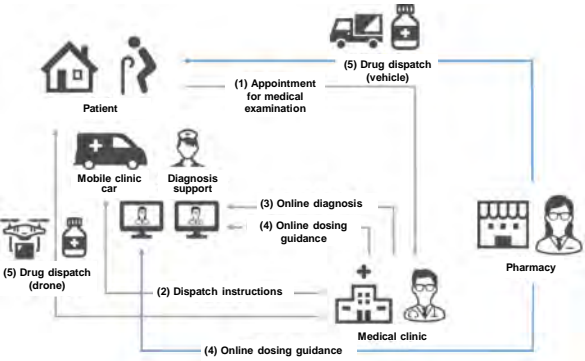 (5) Drug dispatch
(vehicle)
(1) Appointment
for medical
examination
Patient
Mobile clinic
car
Diagnosis
support
(3) Online diagnosis
(4) Online dosing
guidance
(5) Drug dispatch
(drone)
Pharmacy
(2) Dispatch instructions
Medical clinic
(4) Online dosing guidance